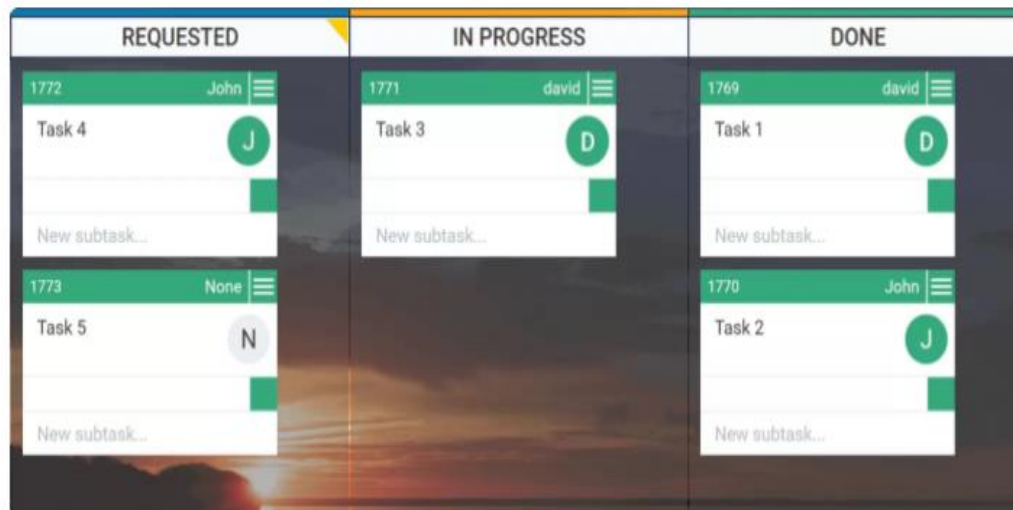 REQUESTED
1772 John
Task 4
J
New subtask...
1773 None
Task 5
N
New subtask...
IN PROGRESS
1771 david
Task 3
D
New subtask...
DONE
1769 david
Task 1
D
New subtask...
1770 John
Task 2
J
New subtask...